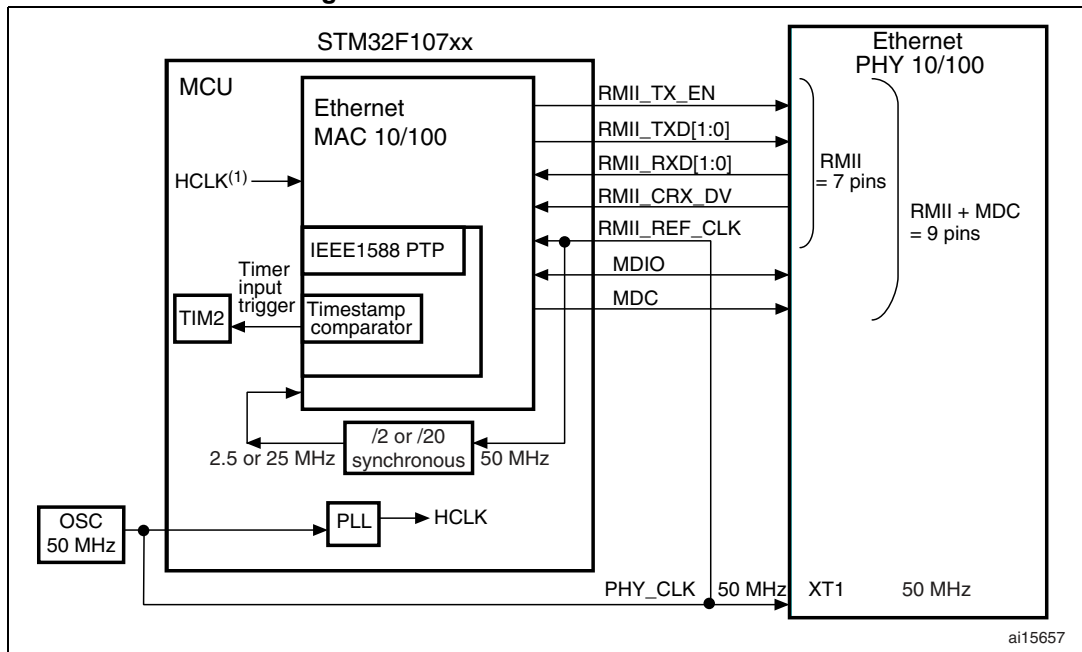 g
STM32F107xx
MCU
Ethernet
MAC 10/100
HCLK(1)
IEEE1588 PTP
Timer
input
trigger
Timestamp
comparator
TIM2
/2 or /20
synchronous
2.5 or 25 MHz
50 MHz
OSC
50 MHz
PLL
HCLK
RMII_TX_EN
RMII_TXD[1:0]
RMII_RXD[1:0]
RMII_CRX_DV
RMII_REF_CLK
MDIO
MDC
PHY_CLK
50 MHz
Ethernet
PHY 10/100
RMII
= 7 pins
RMII + MDC
= 9 pins
XT1
50 MHz
ai15657